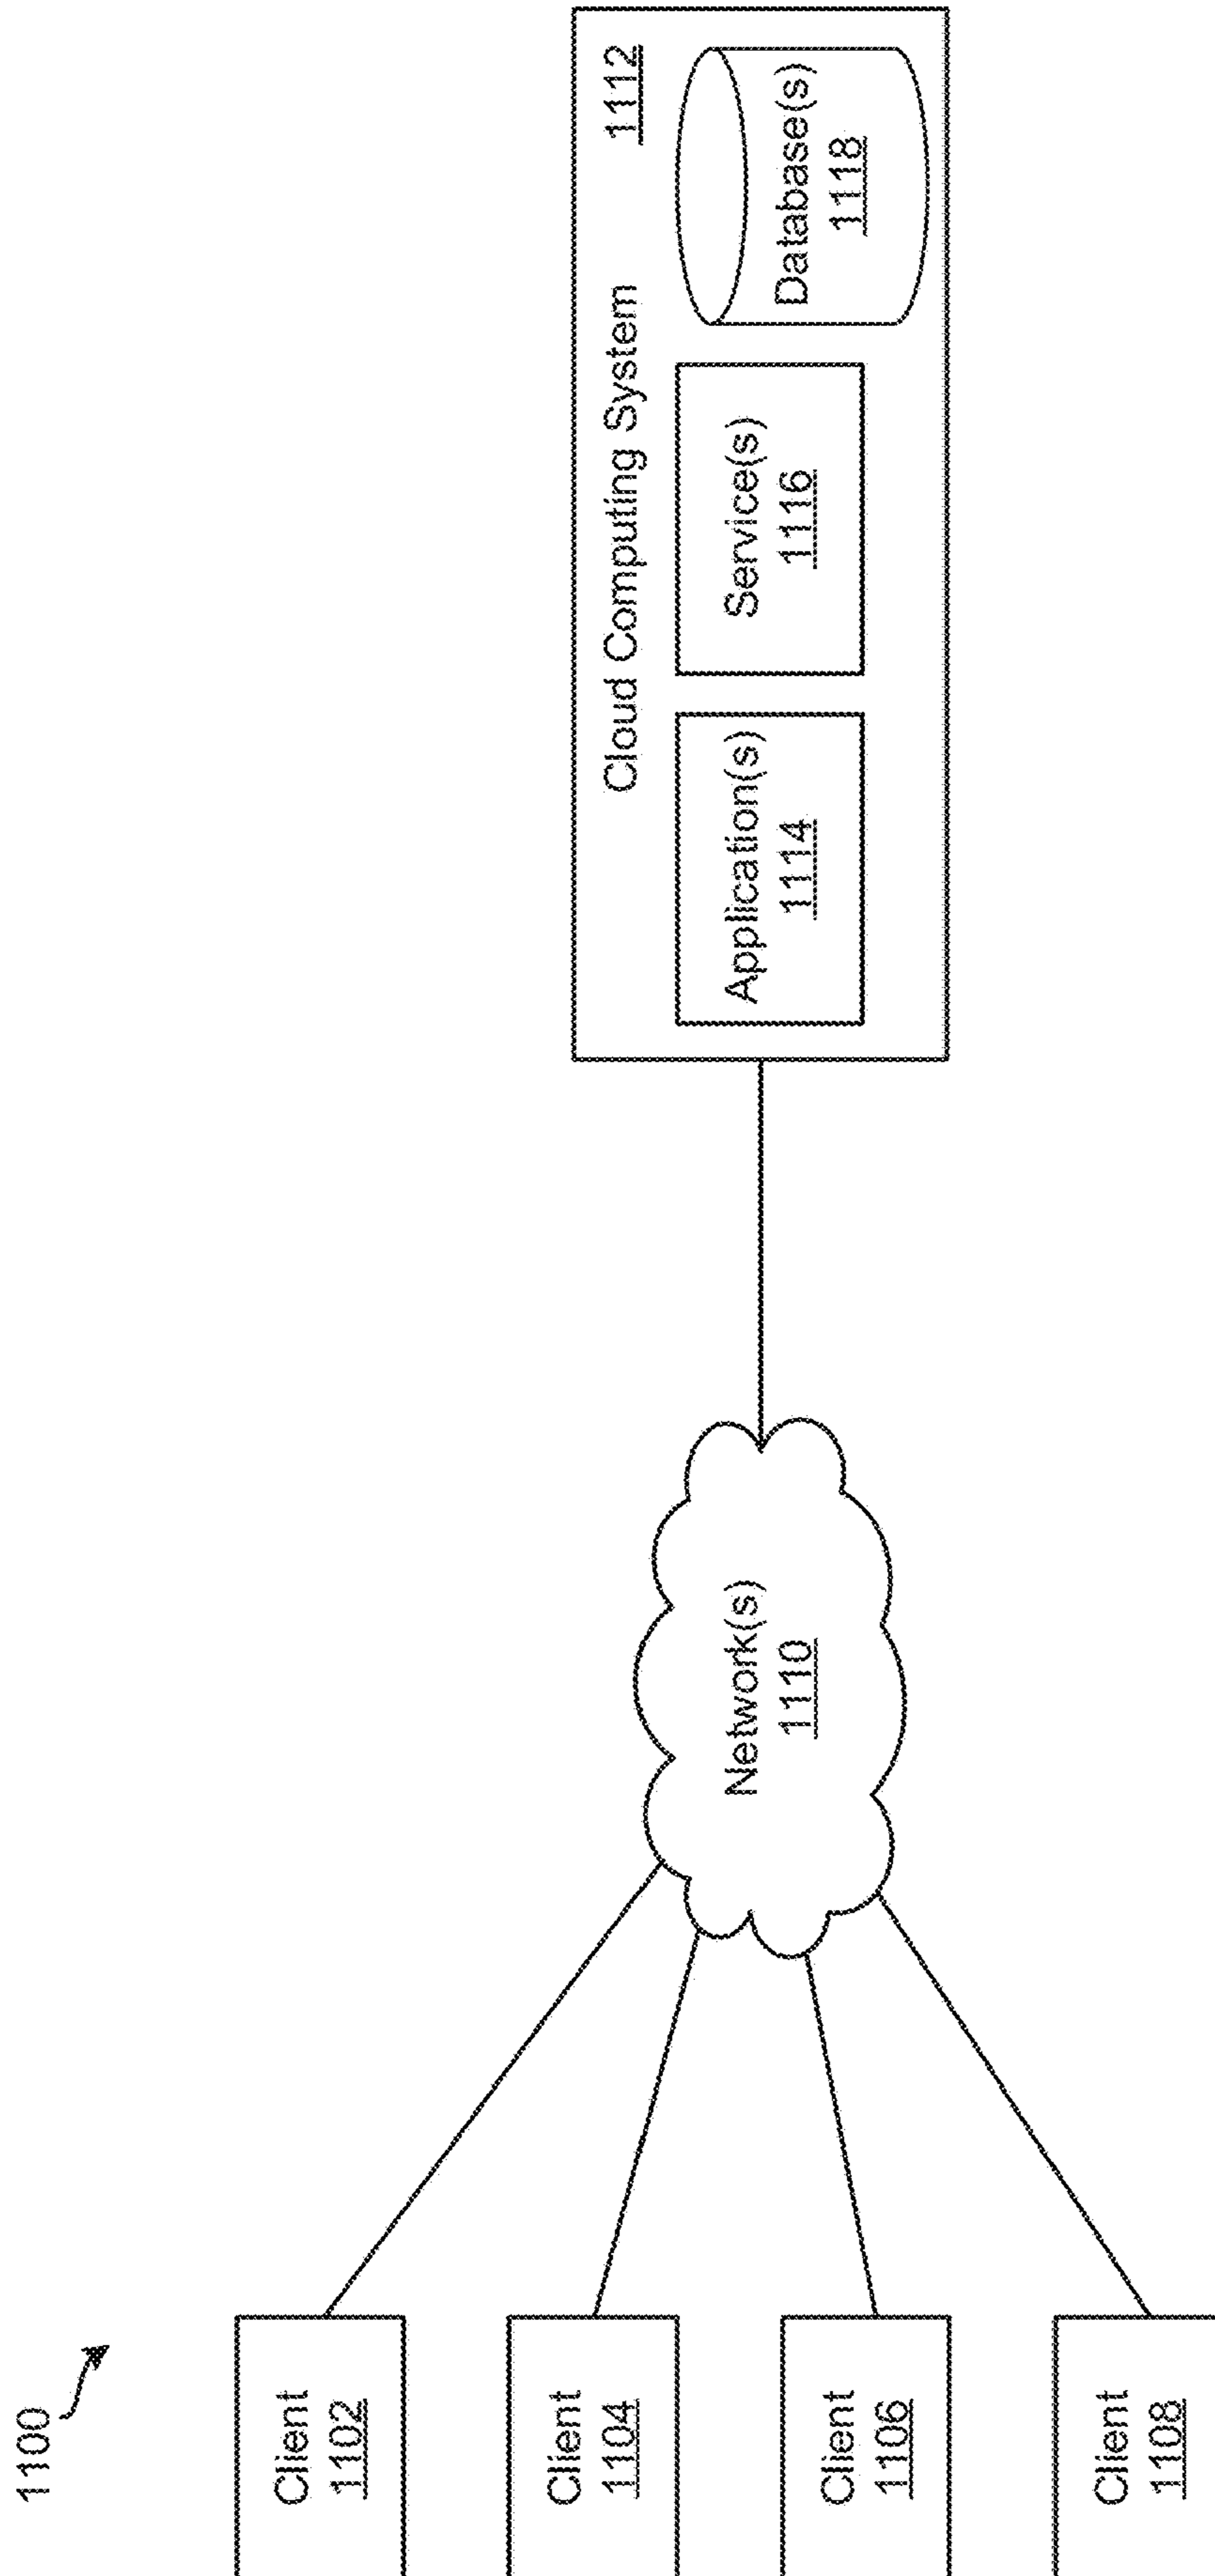 1100
Client
1102
Client
1104
Client
1106
Client
1108
Network(s)
1110
Cloud Computing System 1112
Application(s)
1114
Service(s)
1116
Database(s)
1118